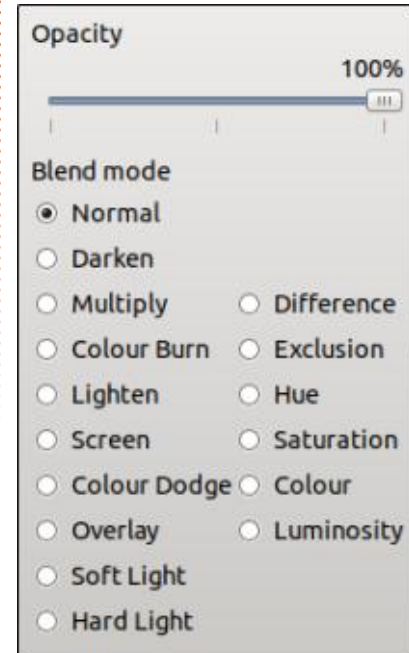 Opacity
100%
Blend mode
Normal
Darken
Multiply
Difference
Colour Burn
Exclusion
Lighten
Hue
Screen
Saturation
Colour Dodge
Colour
Overlay
Luminosity
Soft Light
Hard Light